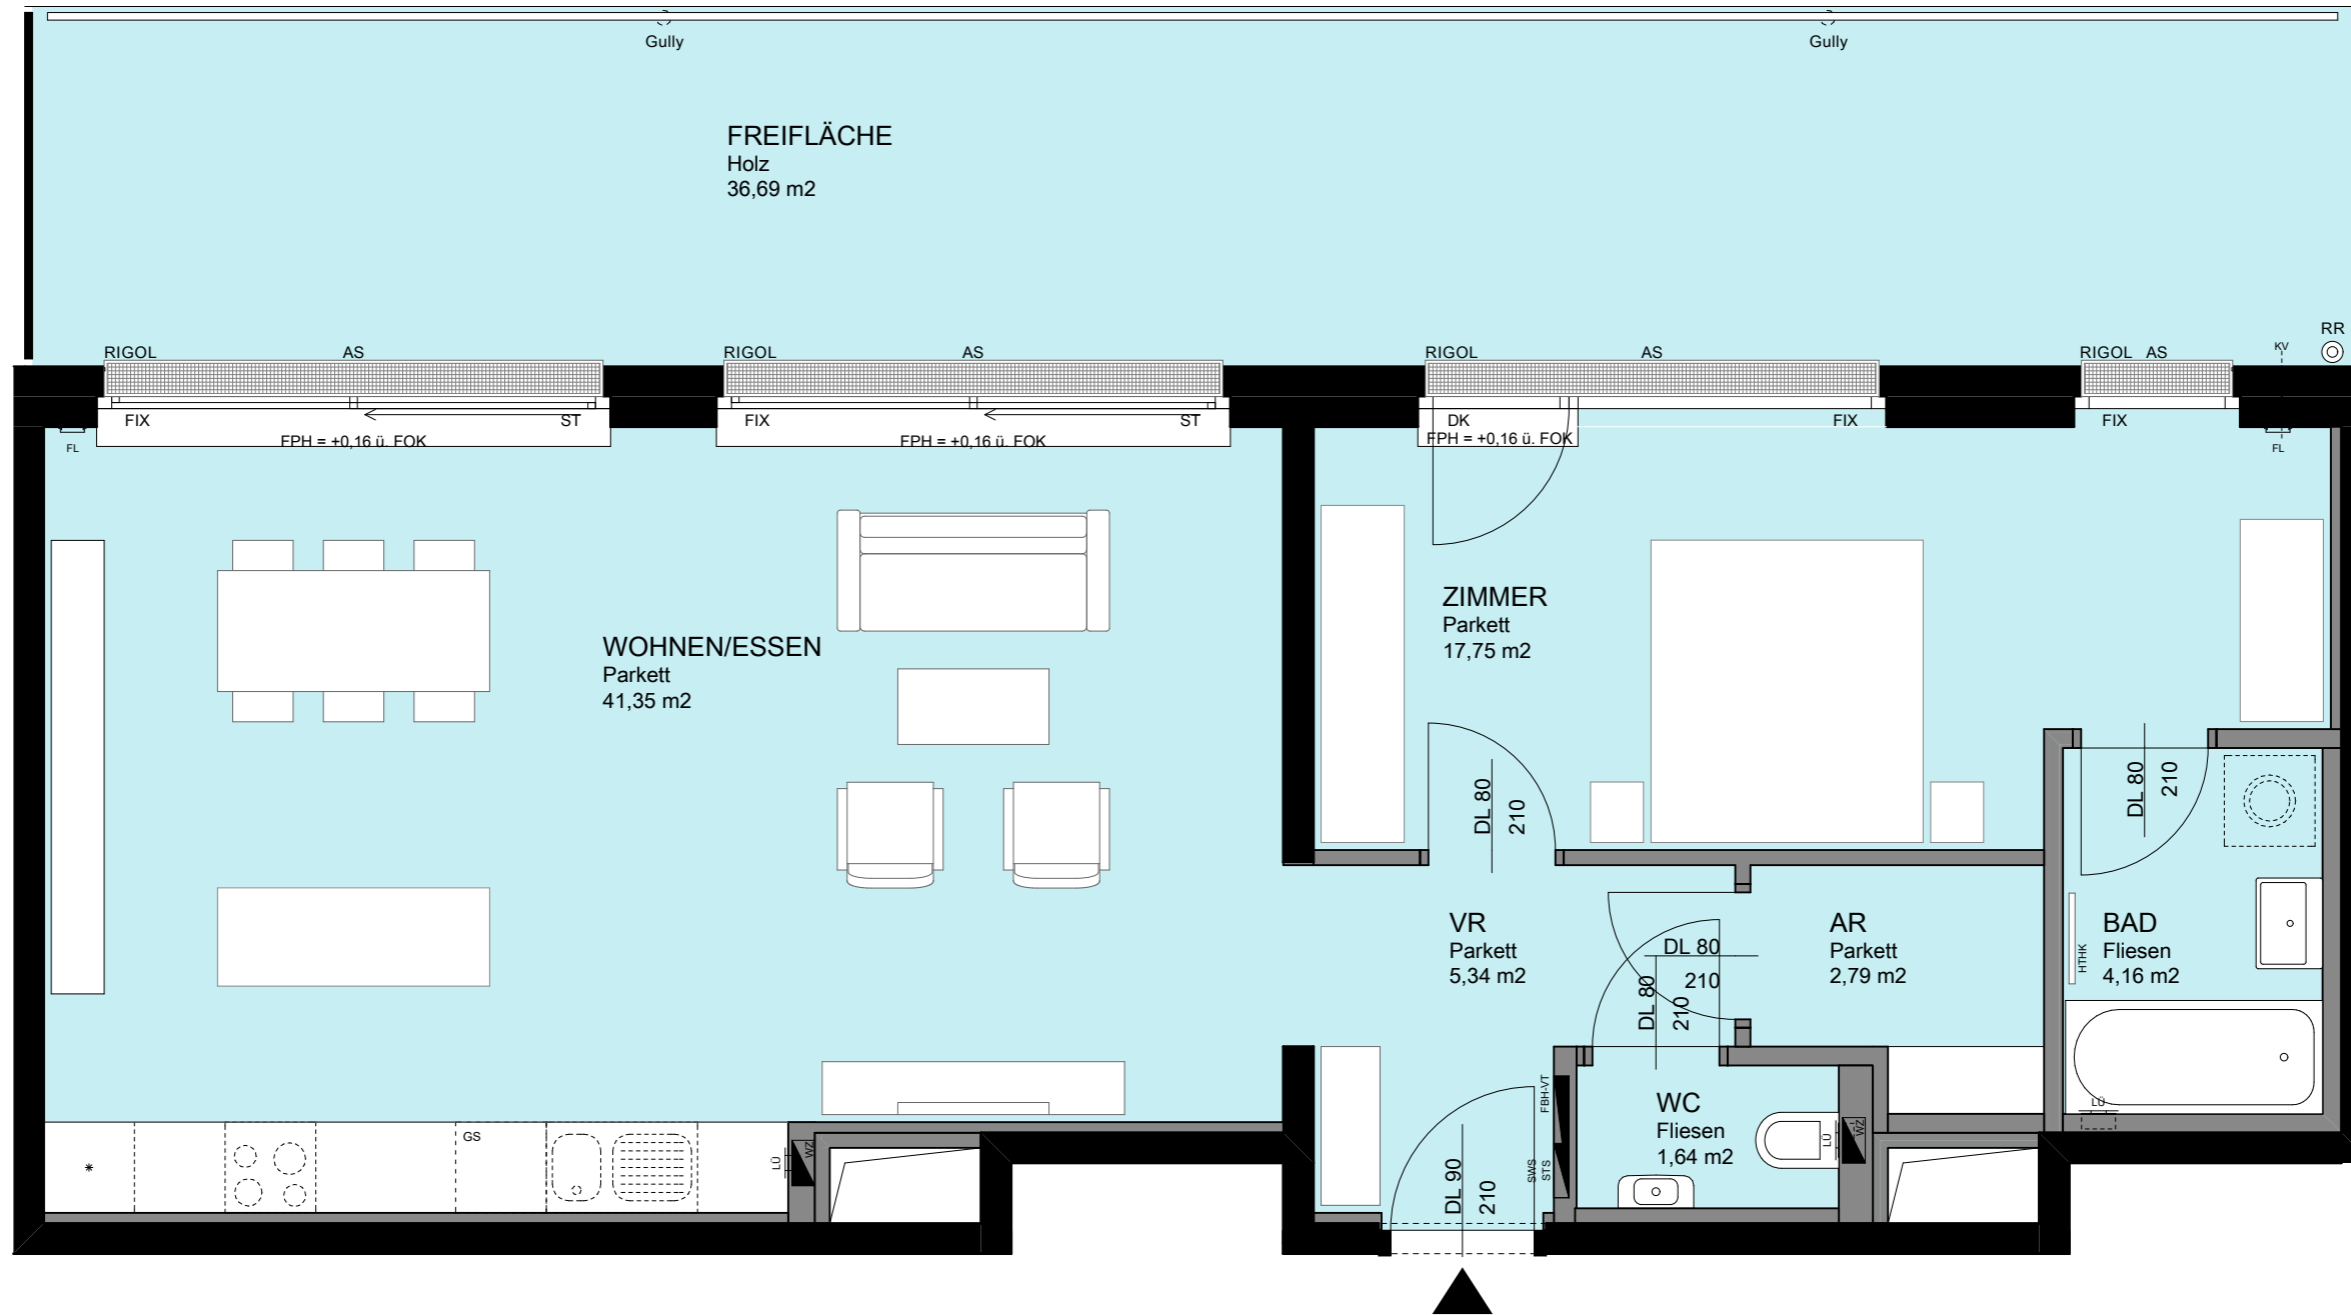 Gully
Gully
FREIFLÄCHE
Holz
36,69 m2
RR
KV
RIGOL AS
RIGOL AS
RIGOL AS
RIGOL AS
FIX ST
FIX ST
DK FIX
FIX
FPH = +0,16 ü. FOK
FPH = +0,16 ü. FOK
FPH = +0,16 ü. FOK
FL
FL
ZIMMER
Parkett
17,75 m2
WOHNEN/ESSEN
Parkett
41,35 m2
DL 80
210
DL 80
210
VR
Parkett
5,34 m2
DL 80
210
DL 80
210
AR
Parkett
2,79 m2
HTHK
BAD
Fliesen
4,16 m2
FBH-VT
WC
Fliesen
1,64 m2
LÜ
LÜ
WZ
GS
*
LÜ
WZ
SWS
STS
DL 90
210